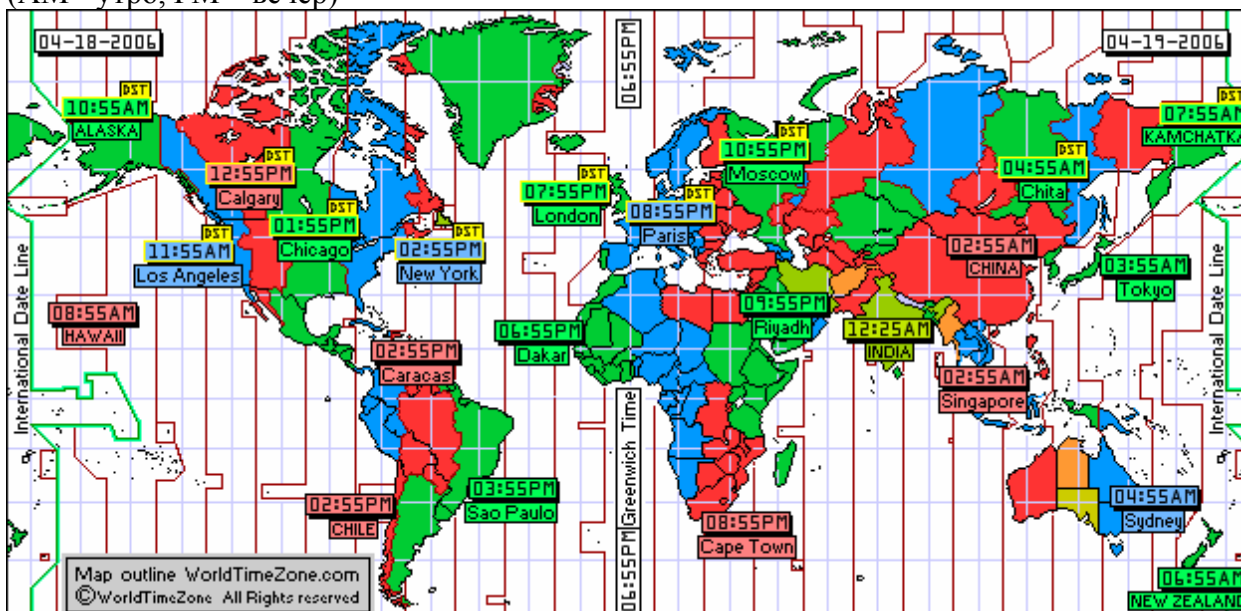 (AM – утро, PM – вечер)
04-18-2006
06:55PM
04-19-2006
DST
10:55AM
ALASKA
DST
12:55PM
Calgary
DST
01:55PM
Chicago
DST
11:55AM
Los Angeles
DST
02:55PM
New York
DST
07:55PM
London
DST
08:55PM
Paris
DST
10:55PM
Moscow
DST
04:55AM
Chita
DST
07:55AM
KAMCHATKA
02:55AM
CHINA
03:55AM
Tokyo
International Date Line
08:55AM
HAWAII
02:55PM
Caracas
06:55PM
Dakar
09:55PM
Riyadh
12:25AM
INDIA
02:55AM
Singapore
International Date Line
Greenwich Time
06:55PM
02:55PM
CHILE
03:55PM
Sao Paulo
08:55PM
Cape Town
04:55AM
Sydney
06:55AM
NEW ZEALAND
Map outline WorldTimeZone.com
©WorldTimeZone All Rights reserved